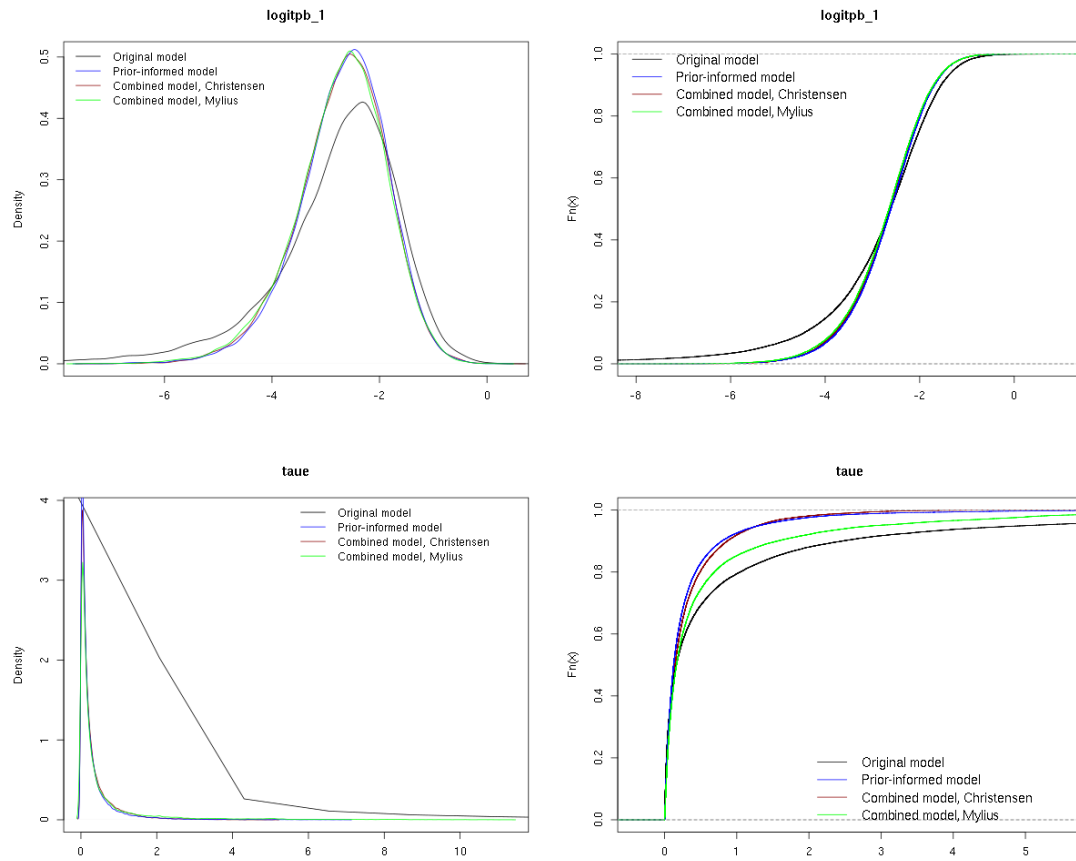 logitpb_1
Density
0.0
0.1
0.2
0.3
0.4
0.5
Original model
Prior-informed model
Combined model, Christensen
Combined model, Mylius
-6 -4 -2 0
logitpb_1
Fn(x)
0.0
0.2
0.4
0.6
0.8
1.0
Original model
Prior-informed model
Combined model, Christensen
Combined model, Mylius
-8 -6 -4 -2 0
taue
Density
0
1
2
3
4
Original model
Prior-informed model
Combined model, Christensen
Combined model, Mylius
0 2 4 6 8 10
taue
Fn(x)
0.0
0.2
0.4
0.6
0.8
1.0
Original model
Prior-informed model
Combined model, Christensen
Combined model, Mylius
0 1 2 3 4 5